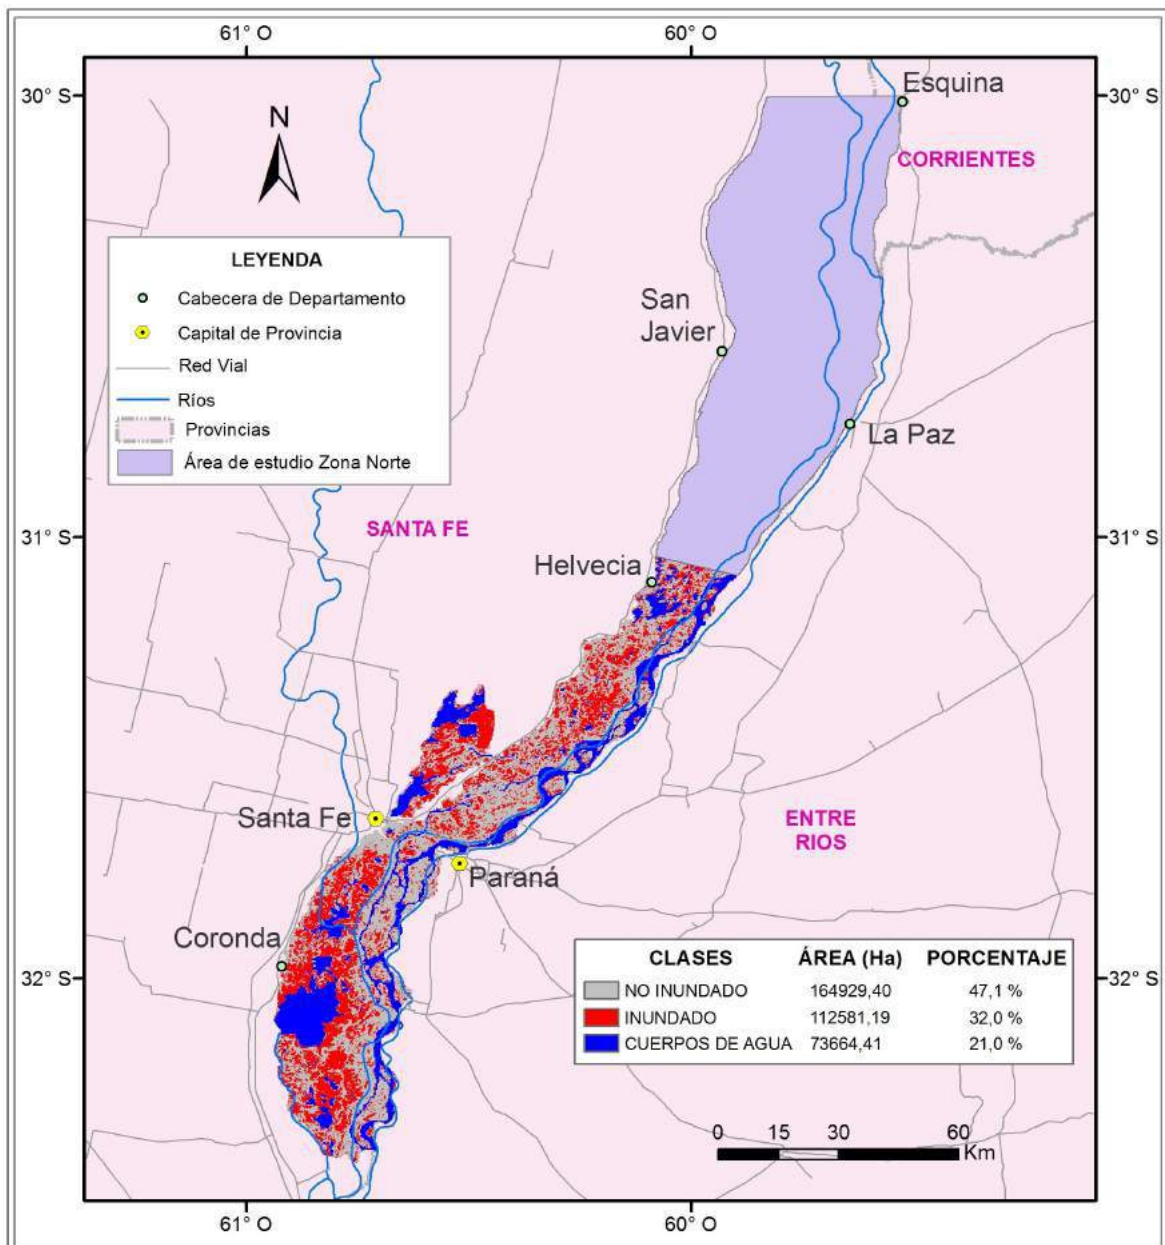 61° O 60° O
30° S 30° S
Esquina
N
CORRIENTES
LEYENDA
Cabecera de Departamento
Capital de Provincia
Red Vial
Ríos
Provincias
Área de estudio Zona Norte
San
Javier
La Paz
SANTA FE
31° S 31° S
Helvecia
Santa Fe
ENTRE
RIOS
Paraná
Coronda
CLASES ÁREA (Ha) PORCENTAJE
NO INUNDADO 164929,40 47,1 %
INUNDADO 112581,19 32,0 %
CUERPOS DE AGUA 73664,41 21,0 %
32° S 32° S
0 15 30 60
Km
61° O 60° O